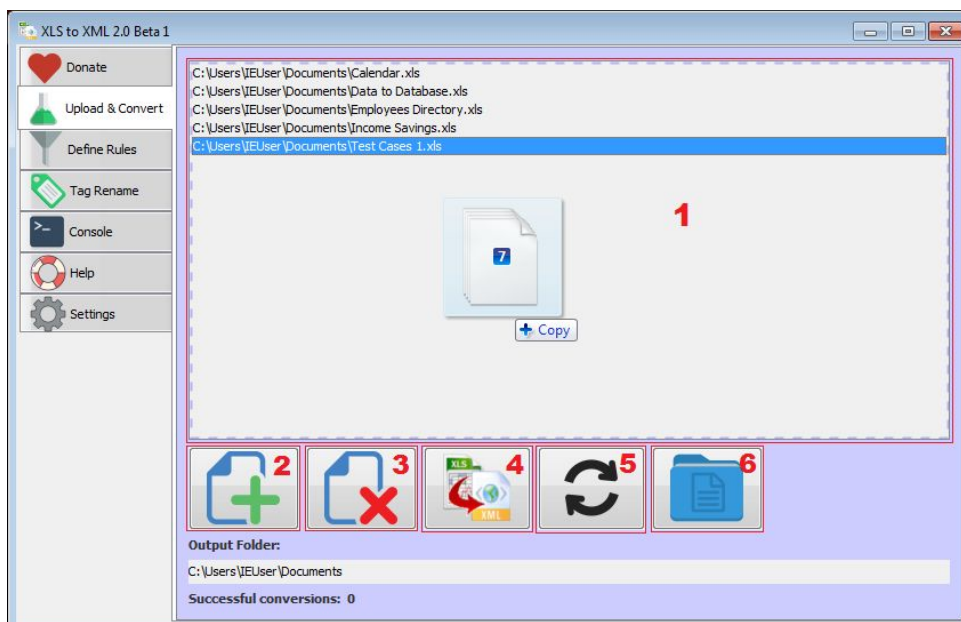 XLS to XML 2.0 Beta 1
Donate
Upload & Convert
Define Rules
Tag Rename
Console
Help
Settings
C:\Users\IEUser\Documents\Calendar.xls
C:\Users\IEUser\Documents\Data to Database.xls
C:\Users\IEUser\Documents\Employees Directory.xls
C:\Users\IEUser\Documents\Income Savings.xls
C:\Users\IEUser\Documents\Test Cases 1.xls
1
7
Copy
2
3
XLS
XML
4
5
6
Output Folder:
C:\Users\IEUser\Documents
Successful conversions: 0